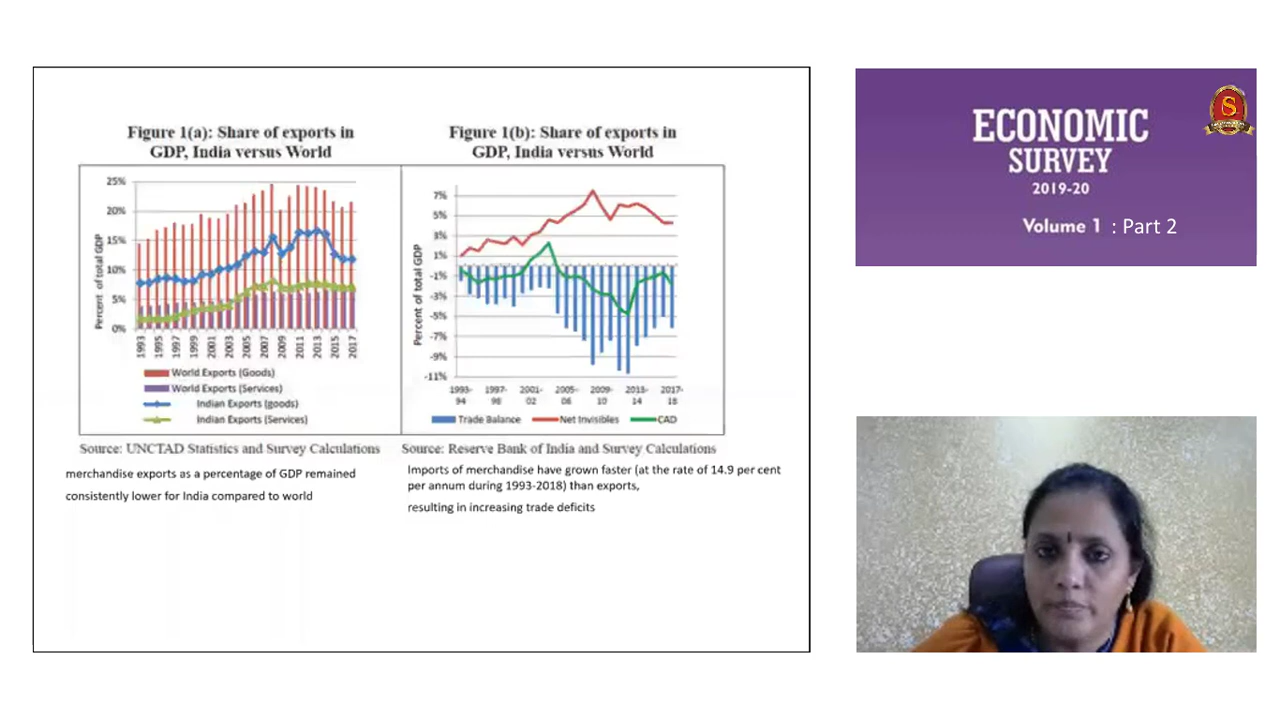 Figure 1(a): Share of exports in
GDP, India versus World
25%
20%
15%
10%
5%
0%
Percent of total GDP
1993
1995
1997
1999
2001
2003
2005
2007
2009
2011
2013
2015
2017
World Exports (Goods)
World Exports (Services)
Indian Exports (goods)
Indian Exports (Services)
Source: UNCTAD Statistics and Survey Calculations
merchandise exports as a percentage of GDP remained
consistently lower for India compared to world
Figure 1(b): Share of exports in
GDP, India versus World
7%
5%
3%
1%
-1%
-3%
-5%
-7%
-9%
-11%
Percent of total GDP
1993- 1997- 2001- 2005- 2009- 2013- 2017-
94 98 02 06 10 14 18
Trade Balance
Net Invisibles
CAD
Source: Reserve Bank of India and Survey Calculations
Imports of merchandise have grown faster (at the rate of 14.9 per cent
per annum during 1993-2018) than exports,
resulting in increasing trade deficits
ECONOMIC
SURVEY
2019-20
Volume 1 : Part 2
S